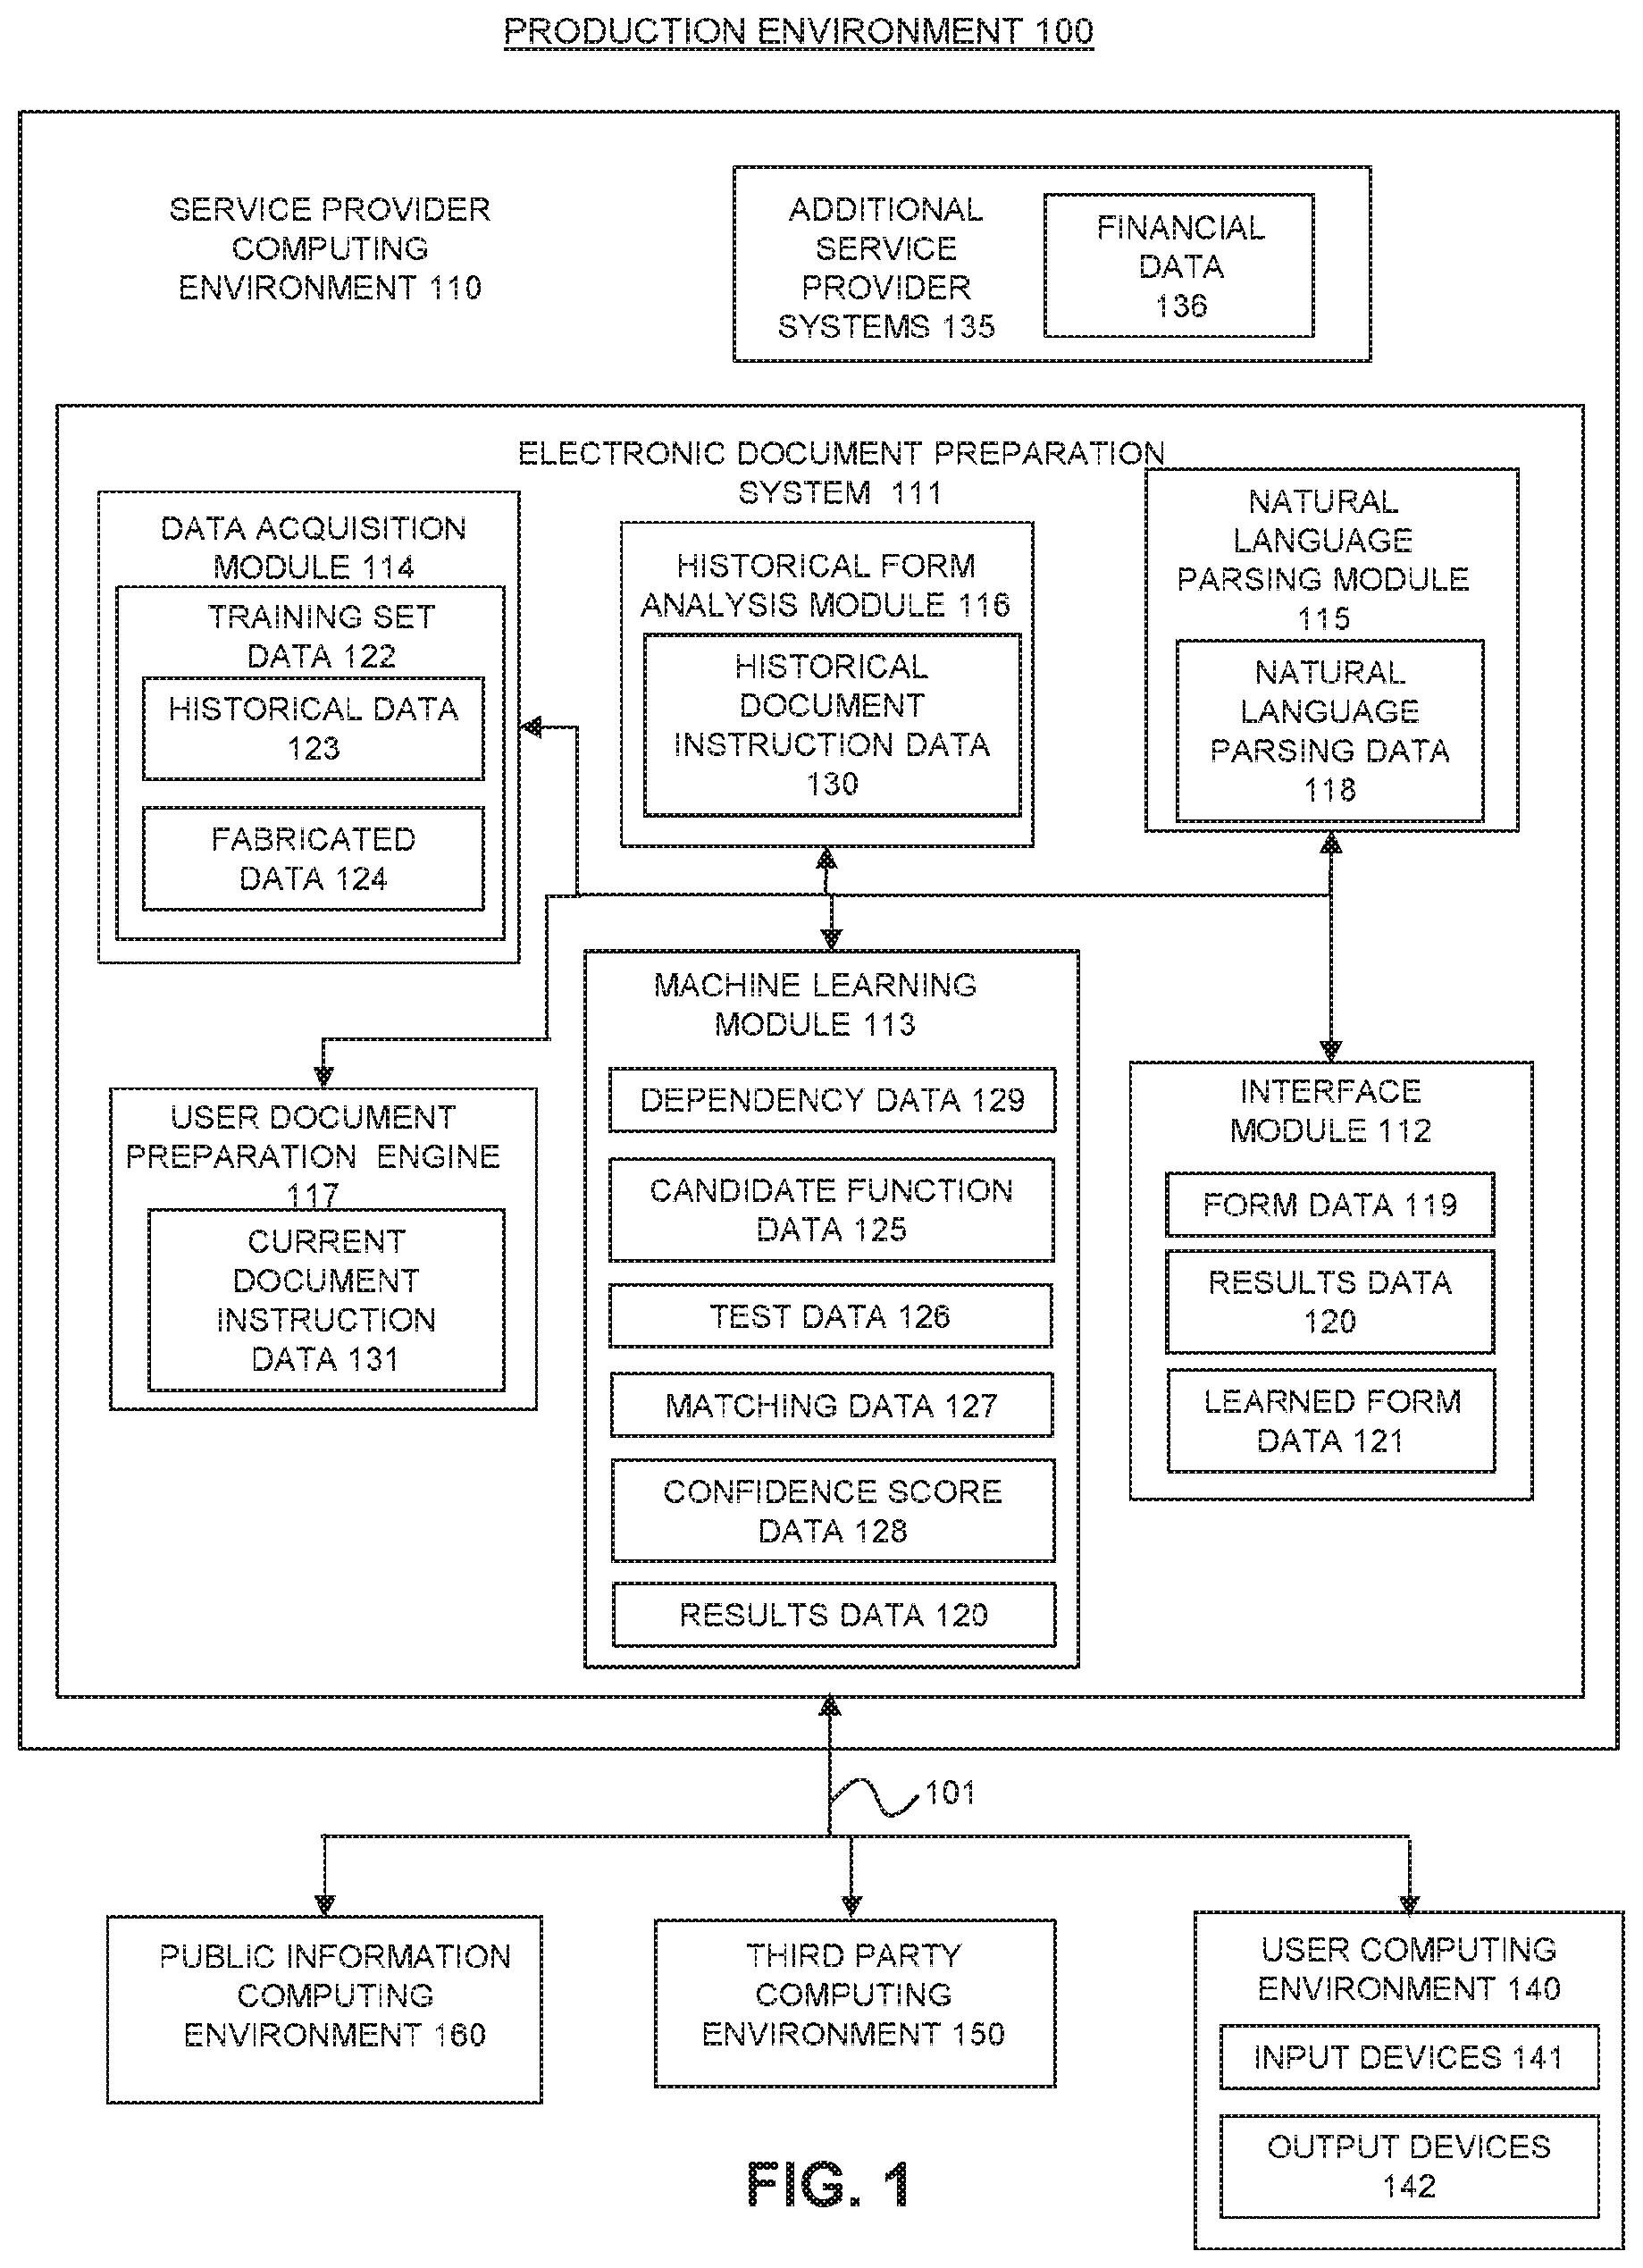 PRODUCTION ENVIRONMENT 100
SERVICE PROVIDER
COMPUTING
ENVIRONMENT 110
ADDITIONAL
SERVICE
PROVIDER
SYSTEMS 135
FINANCIAL
DATA
136
ELECTRONIC DOCUMENT PREPARATION
SYSTEM 111
DATA ACQUISITION
MODULE 114
TRAINING SET
DATA 122
HISTORICAL DATA
123
FABRICATED
DATA 124
HISTORICAL FORM
ANALYSIS MODULE 116
HISTORICAL
DOCUMENT
INSTRUCTION DATA
130
NATURAL
LANGUAGE
PARSING MODULE
115
NATURAL
LANGUAGE
PARSING DATA
118
USER DOCUMENT
PREPARATION ENGINE
117
CURRENT
DOCUMENT
INSTRUCTION
DATA 131
MACHINE LEARNING
MODULE 113
DEPENDENCY DATA 129
CANDIDATE FUNCTION
DATA 125
TEST DATA 126
MATCHING DATA 127
CONFIDENCE SCORE
DATA 128
RESULTS DATA 120
INTERFACE
MODULE 112
FORM DATA 119
RESULTS DATA
120
LEARNED FORM
DATA 121
101
PUBLIC INFORMATION
COMPUTING
ENVIRONMENT 160
THIRD PARTY
COMPUTING
ENVIRONMENT 150
USER COMPUTING
ENVIRONMENT 140
INPUT DEVICES 141
OUTPUT DEVICES
142
FIG. 1